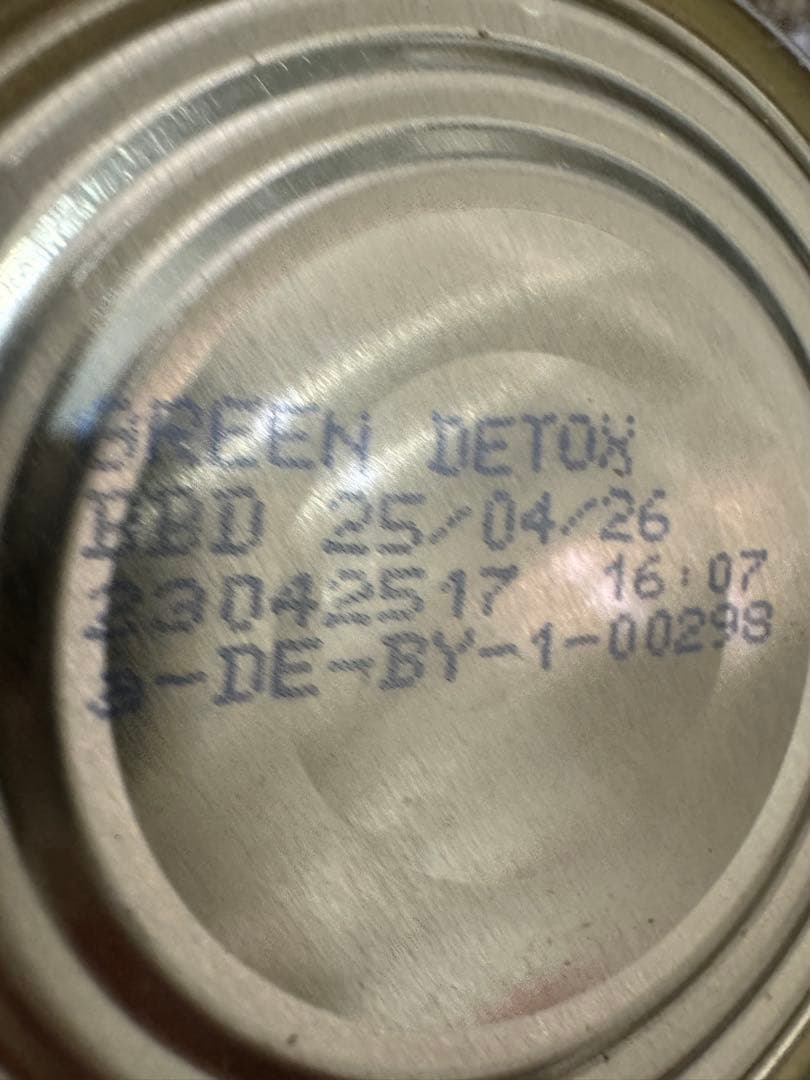 GREEN DETOX
BBD 25/04/26
23042517 16:07
-DE-BY-1-00298